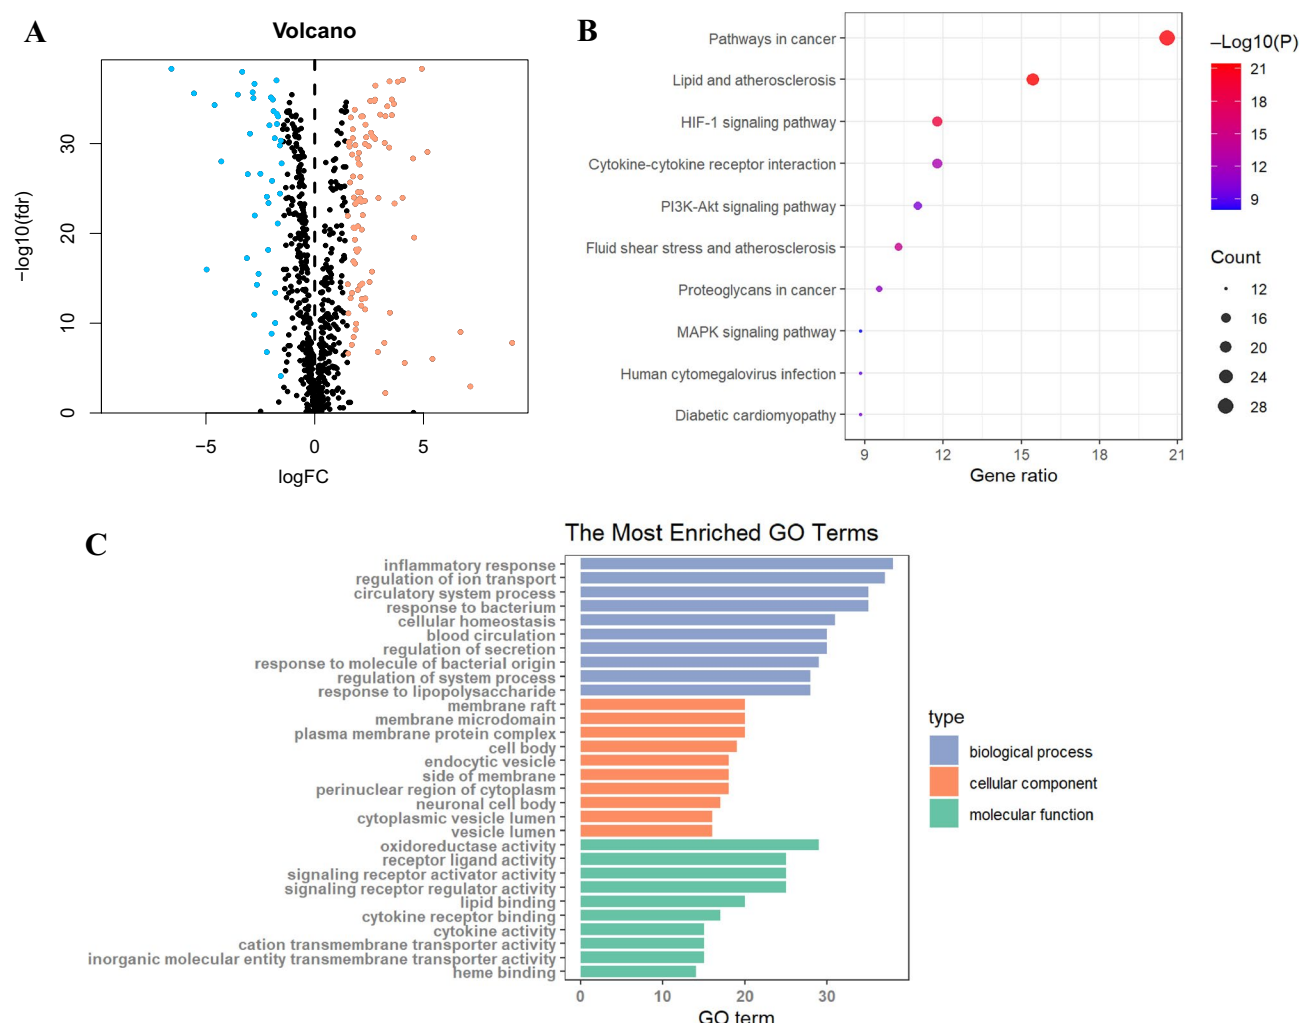 A
Volcano
−log10(fdr)
30
20
10
0
−5
0
5
logFC
B
Pathways in cancer
Lipid and atherosclerosis
HIF-1 signaling pathway
Cytokine-cytokine receptor interaction
PI3K-Akt signaling pathway
Fluid shear stress and atherosclerosis
Proteoglycans in cancer
MAPK signaling pathway
Human cytomegalovirus infection
Diabetic cardiomyopathy
9
12
15
18
21
Gene ratio
−Log10(P)
21
18
15
12
9
Count
12
16
20
24
28
C
The Most Enriched GO Terms
inflammatory response
regulation of ion transport
circulatory system process
response to bacterium
cellular homeostasis
blood circulation
regulation of secretion
response to molecule of bacterial origin
regulation of system process
response to lipopolysaccharide
membrane raft
membrane microdomain
plasma membrane protein complex
cell body
endocytic vesicle
side of membrane
perinuclear region of cytoplasm
neuronal cell body
cytoplasmic vesicle lumen
vesicle lumen
oxidoreductase activity
receptor ligand activity
signaling receptor activator activity
signaling receptor regulator activity
lipid binding
cytokine receptor binding
cytokine activity
cation transmembrane transporter activity
inorganic molecular entity transmembrane transporter activity
heme binding
0
10
20
30
GO term
type
biological process
cellular component
molecular function